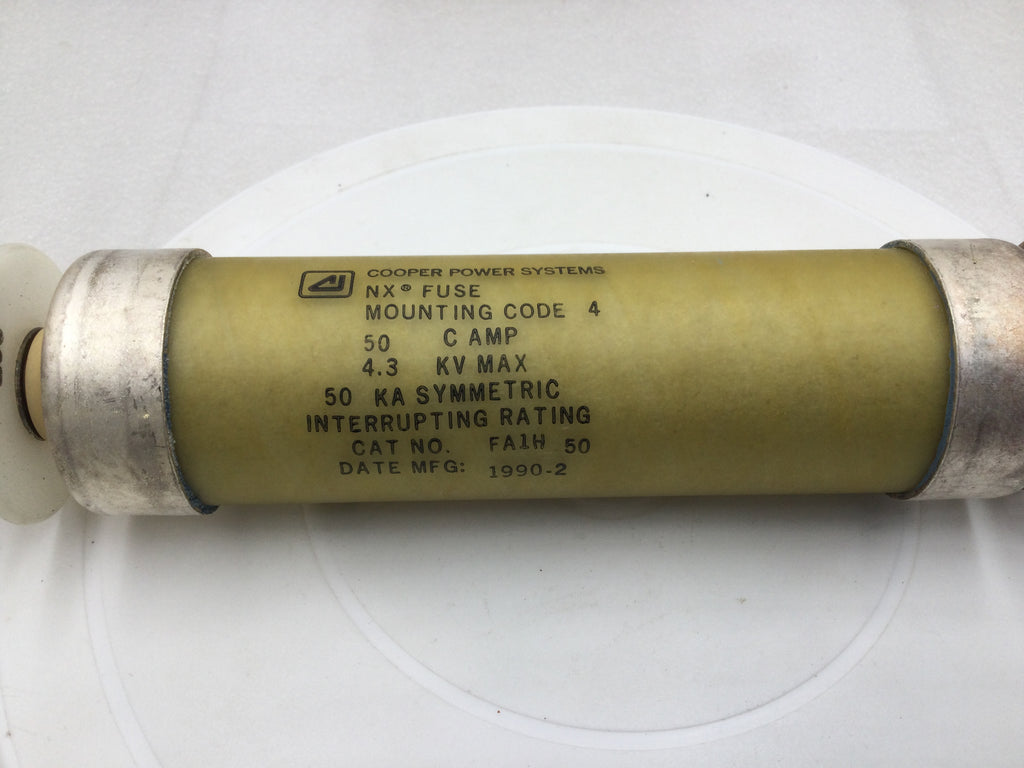 COOPER POWER SYSTEMS
NX® FUSE
MOUNTING CODE 4
50 C AMP
4.3 KV MAX
50 KA SYMMETRIC
INTERRUPTING RATING
CAT NO. FA1H 50
DATE MFG: 1990-2